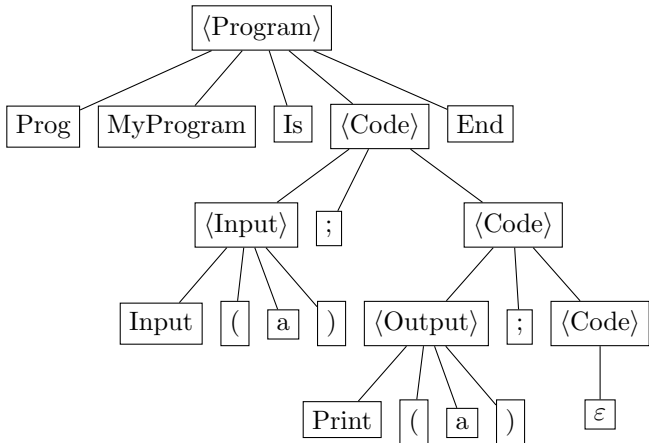 ⟨Program⟩
Prog MyProgram Is ⟨Code⟩ End
⟨Input⟩ ; ⟨Code⟩
Input ( a ) ⟨Output⟩ ; ⟨Code⟩
Print ( a ) ε